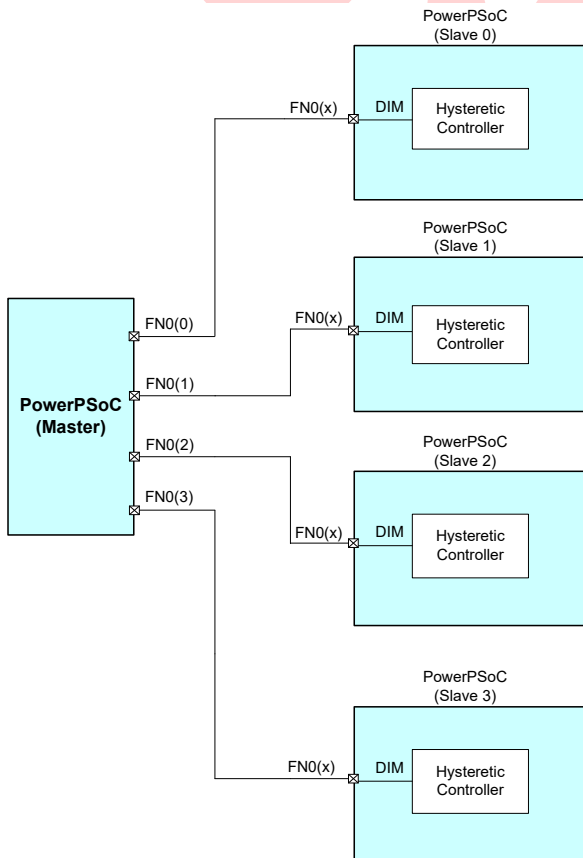 PowerPSoC
(Slave 0)
FN0(x)
DIM
Hysteretic
Controller
PowerPSoC
(Slave 1)
FN0(x)
DIM
Hysteretic
Controller
FN0(0)
FN0(1)
PowerPSoC
(Master)
FN0(2)
FN0(3)
PowerPSoC
(Slave 2)
FN0(x)
DIM
Hysteretic
Controller
PowerPSoC
(Slave 3)
FN0(x)
DIM
Hysteretic
Controller